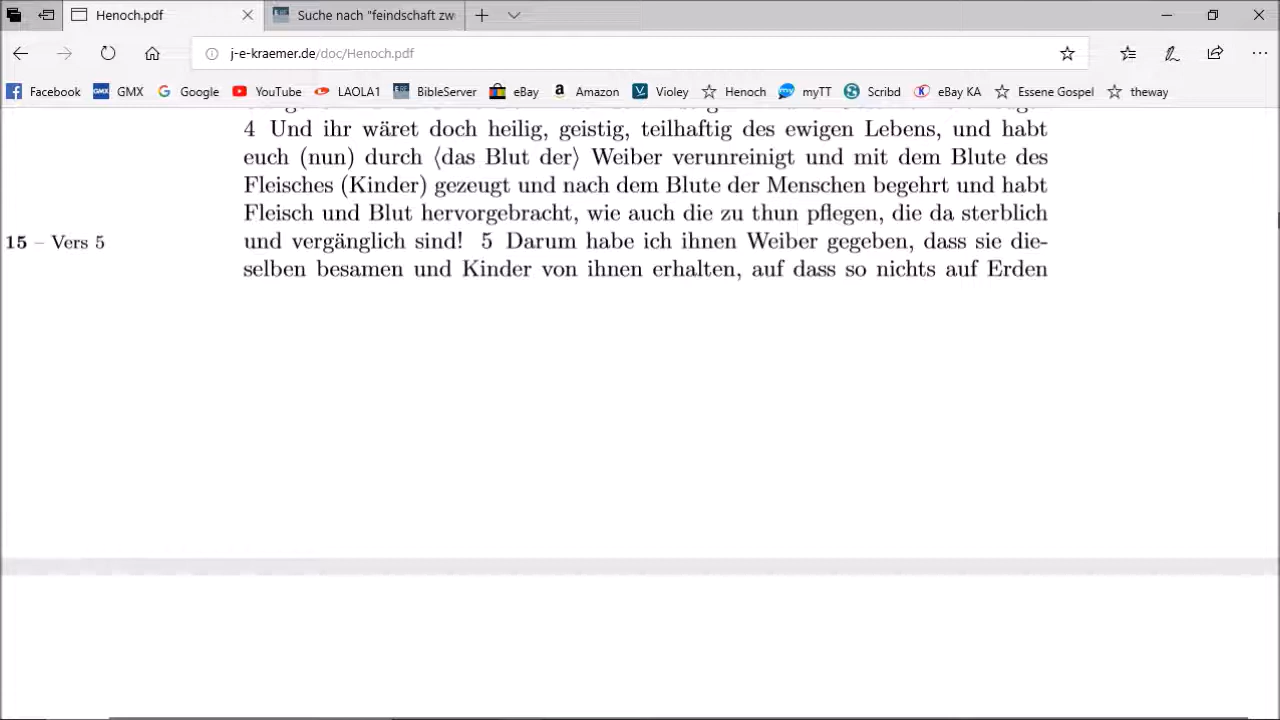 Henoch.pdf
Suche nach "feindschaft zw
j-e-kraemer.de/doc/Henoch.pdf
Facebook GMX Google YouTube LAOLA1 BibleServer eBay Amazon Violey Henoch myTT Scribd eBay KA Essene Gospel theway
4 Und ihr wäret doch heilig, geistig, teilhaftig des ewigen Lebens, und habt
euch (nun) durch ⟨das Blut der⟩ Weiber verunreinigt und mit dem Blute des
Fleisches (Kinder) gezeugt und nach dem Blute der Menschen begehrt und habt
Fleisch und Blut hervorgebracht, wie auch die zu thun pflegen, die da sterblich
15 – Vers 5
und vergänglich sind! 5 Darum habe ich ihnen Weiber gegeben, dass sie die-
selben besamen und Kinder von ihnen erhalten, auf dass so nichts auf Erden